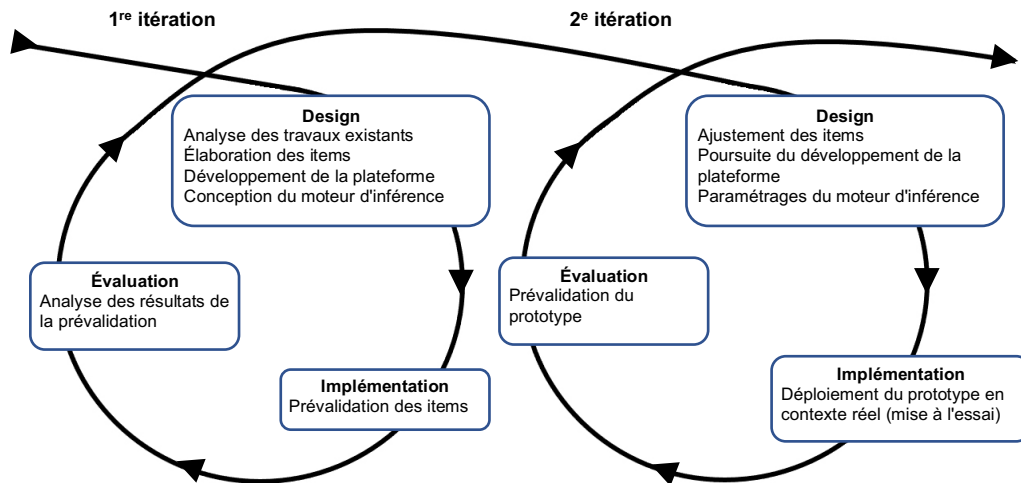 1re itération
Design
Analyse des travaux existants
Élaboration des items
Développement de la plateforme
Conception du moteur d'inférence
Implémentation
Prévalidation des items
Évaluation
Analyse des résultats de
la prévalidation
2e itération
Design
Ajustement des items
Poursuite du développement de la
plateforme
Paramétrages du moteur d'inférence
Implémentation
Déploiement du prototype en
contexte réel (mise à l'essai)
Évaluation
Prévalidation du
prototype